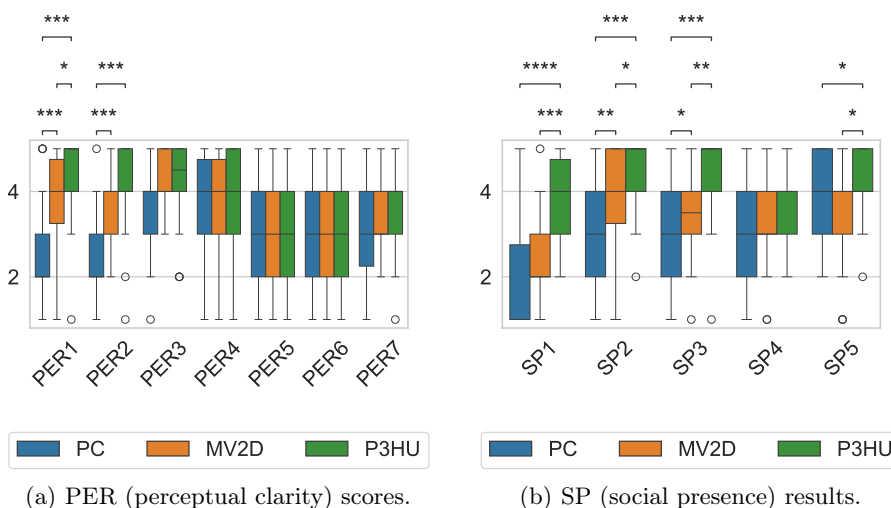 *** *** ***
* * **** * ** *
*** *** *** ** * *
4 4
2 2
PER1 PER2 PER3 PER4 PER5 PER6 PER7 SP1 SP2 SP3 SP4 SP5
PC MV2D P3HU PC MV2D P3HU
(a) PER (perceptual clarity) scores. (b) SP (social presence) results.